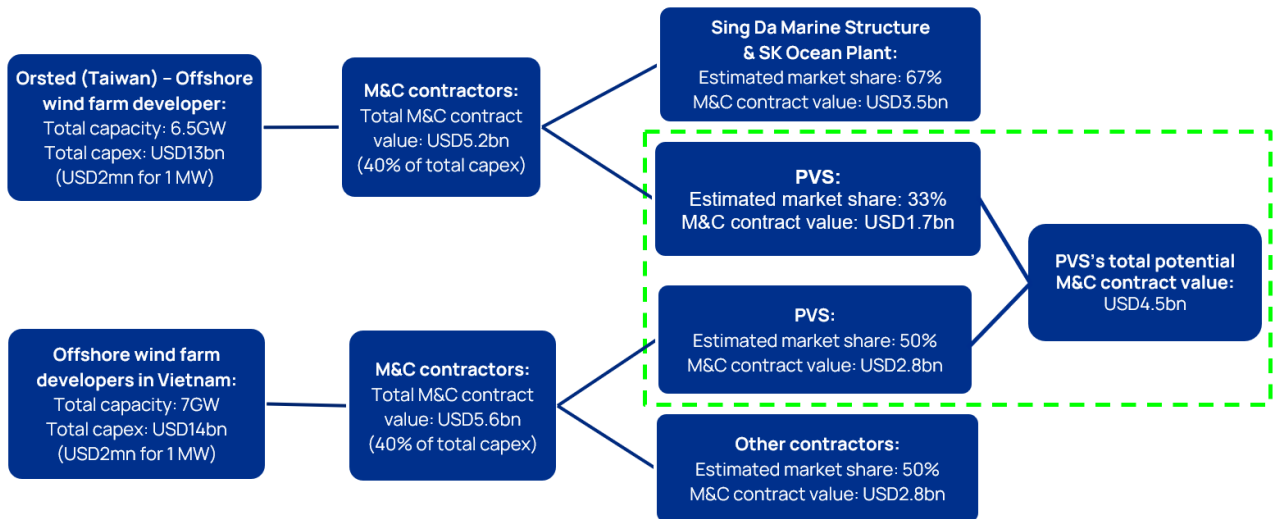 Orsted (Taiwan) – Offshore
wind farm developer:
Total capacity: 6.5GW
Total capex: USD13bn
(USD2mn for 1 MW)
M&C contractors:
Total M&C contract
value: USD5.2bn
(40% of total capex)
Sing Da Marine Structure
& SK Ocean Plant:
Estimated market share: 67%
M&C contract value: USD3.5bn
PVS:
Estimated market share: 33%
M&C contract value: USD1.7bn
PVS's total potential
M&C contract value:
USD4.5bn
Offshore wind farm
developers in Vietnam:
Total capacity: 7GW
Total capex: USD14bn
(USD2mn for 1 MW)
M&C contractors:
Total M&C contract
value: USD5.6bn
(40% of total capex)
PVS:
Estimated market share: 50%
M&C contract value: USD2.8bn
Other contractors:
Estimated market share: 50%
M&C contract value: USD2.8bn